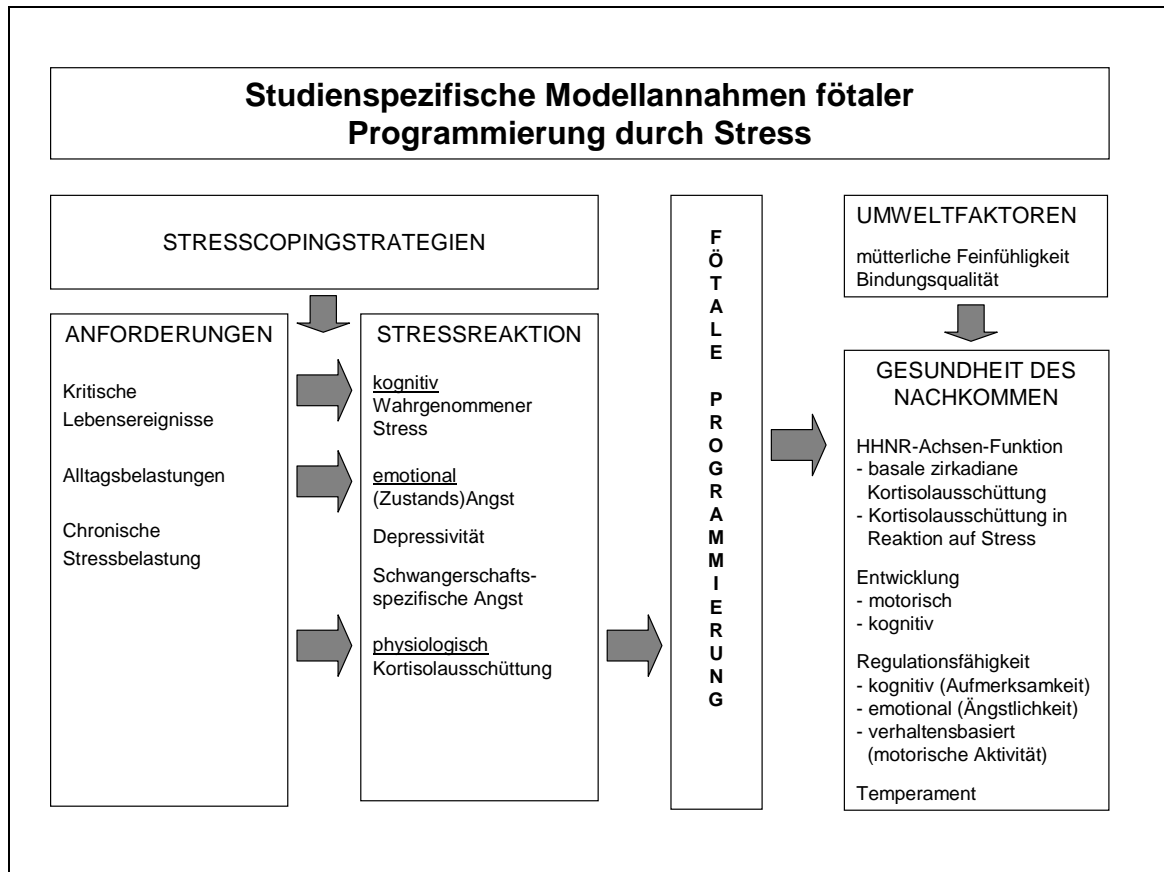 Studienspezifische Modellannahmen fötaler
Programmierung durch Stress
STRESSCOPINGSTRATEGIEN
ANFORDERUNGEN
Kritische
Lebensereignisse
Alltagsbelastungen
Chronische
Stressbelastung
STRESSREAKTION
kognitiv
Wahrgenommener
Stress
emotional
(Zustands)Angst
Depressivität
Schwangerschafts-
spezifische Angst
physiologisch
Kortisolausschüttung
FÖTALE PROGRAMMIERUNG
UMWELTFAKTOREN
mütterliche Feinfühligkeit
Bindungsqualität
GESUNDHEIT DES
NACHKOMMEN
HHNR-Achsen-Funktion
- basale zirkadiane
Kortisolausschüttung
- Kortisolausschüttung in
Reaktion auf Stress
Entwicklung
- motorisch
- kognitiv
Regulationsfähigkeit
- kognitiv (Aufmerksamkeit)
- emotional (Ängstlichkeit)
- verhaltensbasiert
(motorische Aktivität)
Temperament